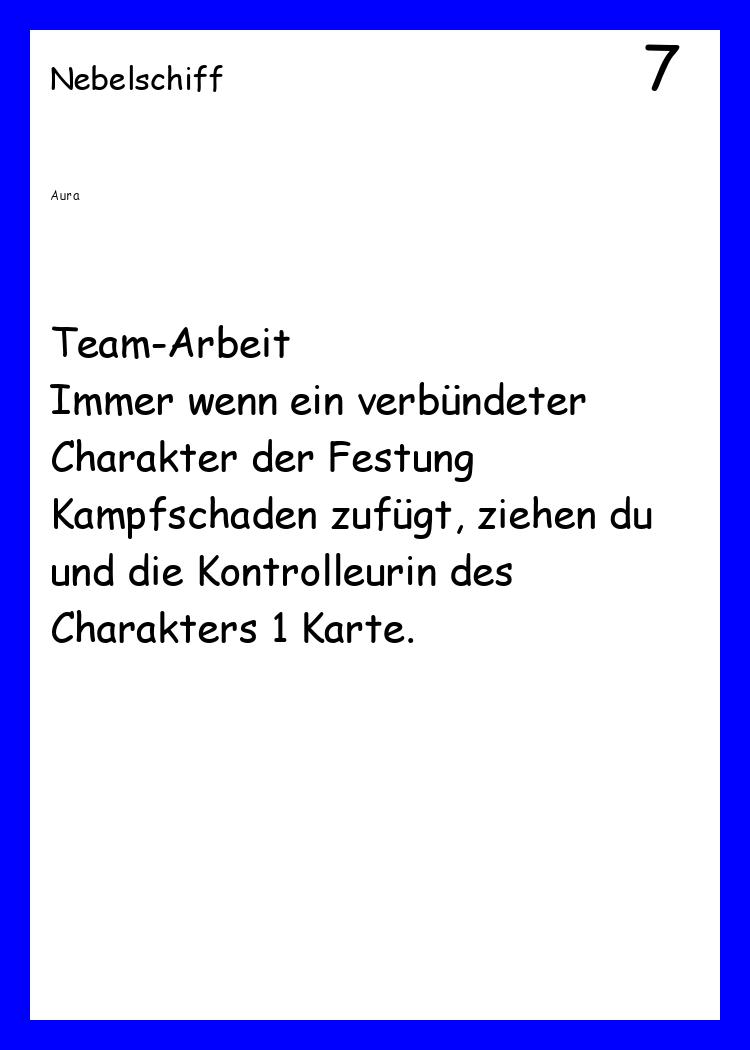 Nebelschiff
7
Aura
Team-Arbeit
Immer wenn ein verbündeter
Charakter der Festung
Kampfschaden zufügt, ziehen du
und die Kontrolleurin des
Charakters 1 Karte.